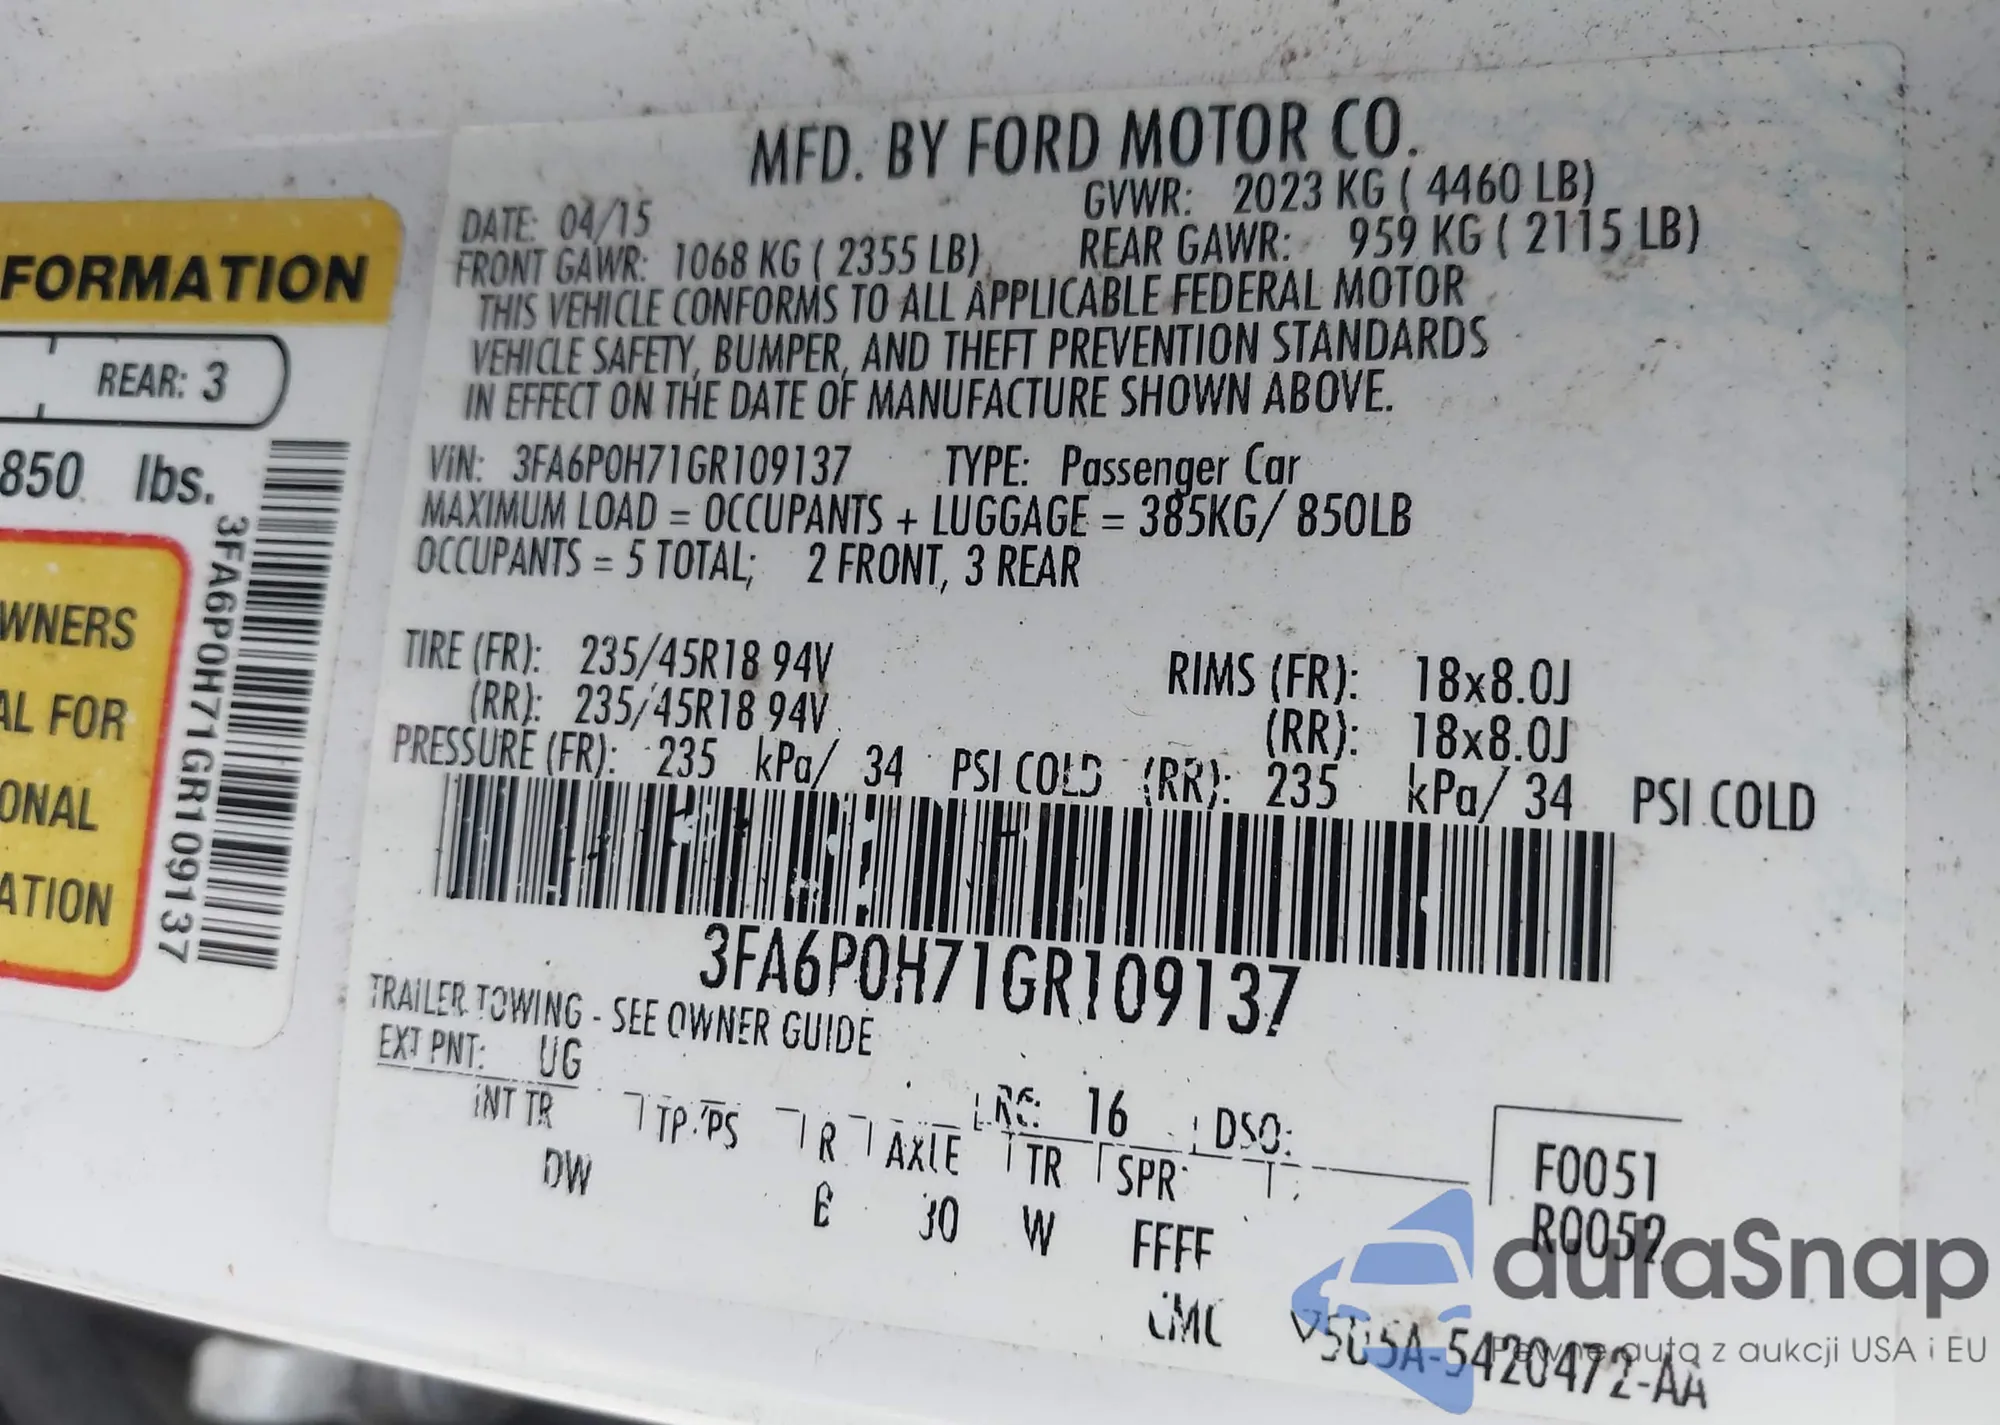 FORMATION
REAR: 3
850 lbs.
3FA6P0H71GR109137
WNERS
AL FOR
ONAL
ATION
MFD. BY FORD MOTOR CO.
DATE: 04/15 GVWR: 2023 KG ( 4460 LB)
FRONT GAWR: 1068 KG ( 2355 LB) REAR GAWR: 959 KG ( 2115 LB)
THIS VEHICLE CONFORMS TO ALL APPLICABLE FEDERAL MOTOR
VEHICLE SAFETY, BUMPER, AND THEFT PREVENTION STANDARDS
IN EFFECT ON THE DATE OF MANUFACTURE SHOWN ABOVE.
VIN: 3FA6P0H71GR109137 TYPE: Passenger Car
MAXIMUM LOAD = OCCUPANTS + LUGGAGE = 385KG/ 850LB
OCCUPANTS = 5 TOTAL; 2 FRONT, 3 REAR
TIRE (FR): 235/45R18 94V RIMS (FR): 18x8.0J
(RR): 235/45R18 94V (RR): 18x8.0J
PRESSURE (FR): 235 kPa/ 34 PSI COLD (RR): 235 kPa/ 34 PSI COLD
3FA6P0H71GR109137
TRAILER TOWING - SEE OWNER GUIDE
EXT PNT: UG RC: 16 DSO:
INT TR TP/PS R AXLE TR SPR
DW W FFFF
F0051
R0052
5420472-AA
autaSnap
Pewne auta z aukcji USA i EU